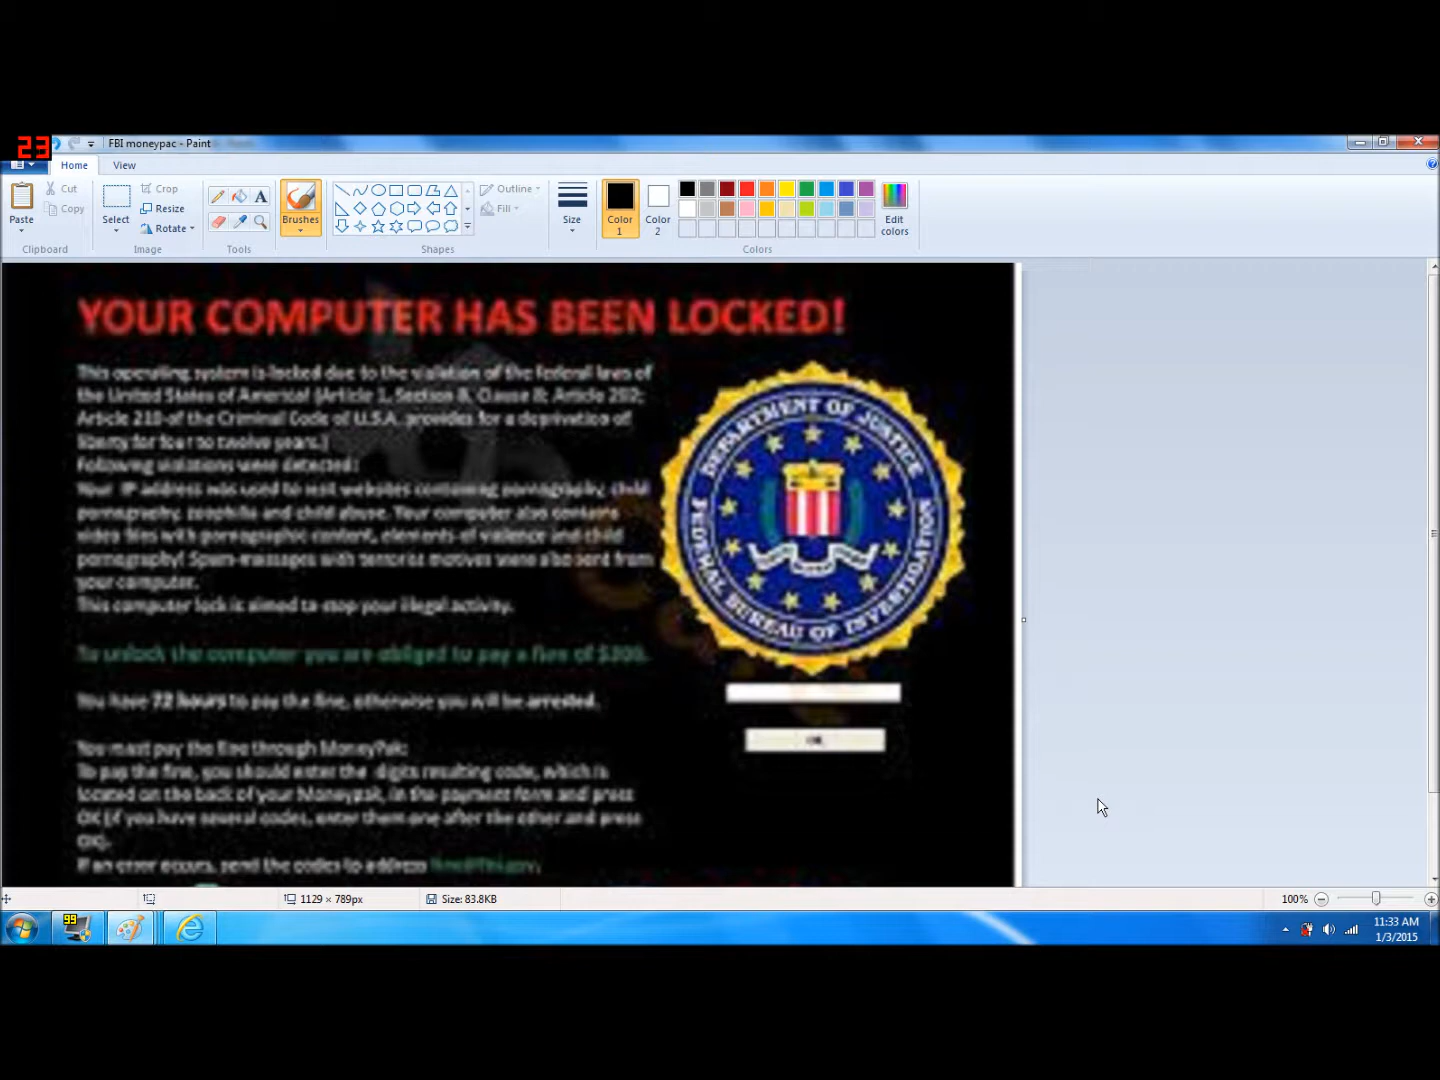 23
FBI moneypac - Paint
Home View
Paste
Cut
Copy
Clipboard
Select
Crop
Resize
Rotate
Image
A
Tools
Brushes
Outline
Fill
Shapes
Size
Color 1
Color 2
Edit colors
Colors
YOUR COMPUTER HAS BEEN LOCKED!
This operating system is locked due to the violation of the federal laws of
the United States of America! (Article 1, Section 8, Clause 8; Article 202;
Article 210 of the Criminal Code of U.S.A. provides for a deprivation of
liberty for four to twelve years.)
Following violations were detected:
Your IP address was used to visit websites containing pornography, child
pornography, zoophilia and child abuse. Your computer also contains
video files with pornographic content, elements of violence and child
pornography! Spam-messages with terrorist motives were also sent from
your computer.
This computer lock is aimed to stop your illegal activity.
To unlock the computer you are obliged to pay a fine of $200.
You have 72 hours to pay the fine, otherwise you will be arrested.
You must pay the fine through MoneyPak:
To pay the fine, you should enter the digits resulting code, which is
located on the back of your Moneypak, in the payment form and press
OK (if you have several codes, enter them one after the other and press
OK).
If an error occurs, send the codes to address fine@fbi.gov.
DEPARTMENT OF JUSTICE
FEDERAL BUREAU OF INVESTIGATION
OK
1129 × 789px
Size: 83.8KB
100%
99
11:33 AM
1/3/2015